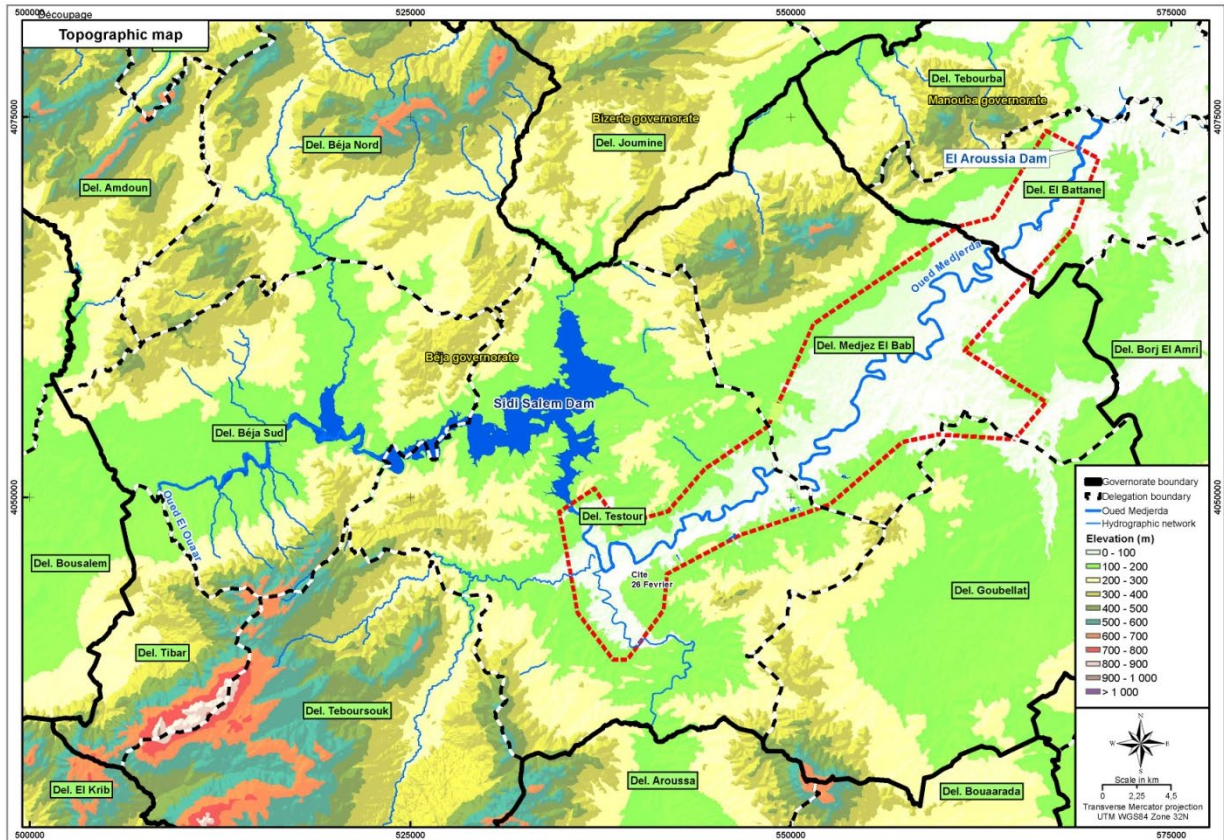 Découpage
500000
525000
550000
575000
Topographic map
Del. Tebourba
Manouba governorate
4075000
4075000
Bizerte governorate
Del. Béja Nord
Del. Joumine
El Aroussia Dam
Del. Amdoun
Del. El Battane
Oued Medjerda
Del. Medjez El Bab
Del. Borj El Amri
Béja governorate
Sidi Salem Dam
Del. Béja Sud
4050000
4050000
Oued El Ouaar
Del. Testour
Del. Bousalem
Cite
26 Fevrier
Del. Goubellat
Del. Tibar
Del. Teboursouk
Del. El Krib
Del. Aroussa
Del. Bouaarada
Governorate boundary
Delegation boundary
Oued Medjerda
Hydrographic network
Elevation (m)
0 - 100
100 - 200
200 - 300
300 - 400
400 - 500
500 - 600
600 - 700
700 - 800
800 - 900
900 - 1 000
> 1 000
N
W
E
S
Scale in km
0 2,25 4,5
Transverse Mercator projection
UTM WGS84 Zone 32N
500000
525000
550000
575000